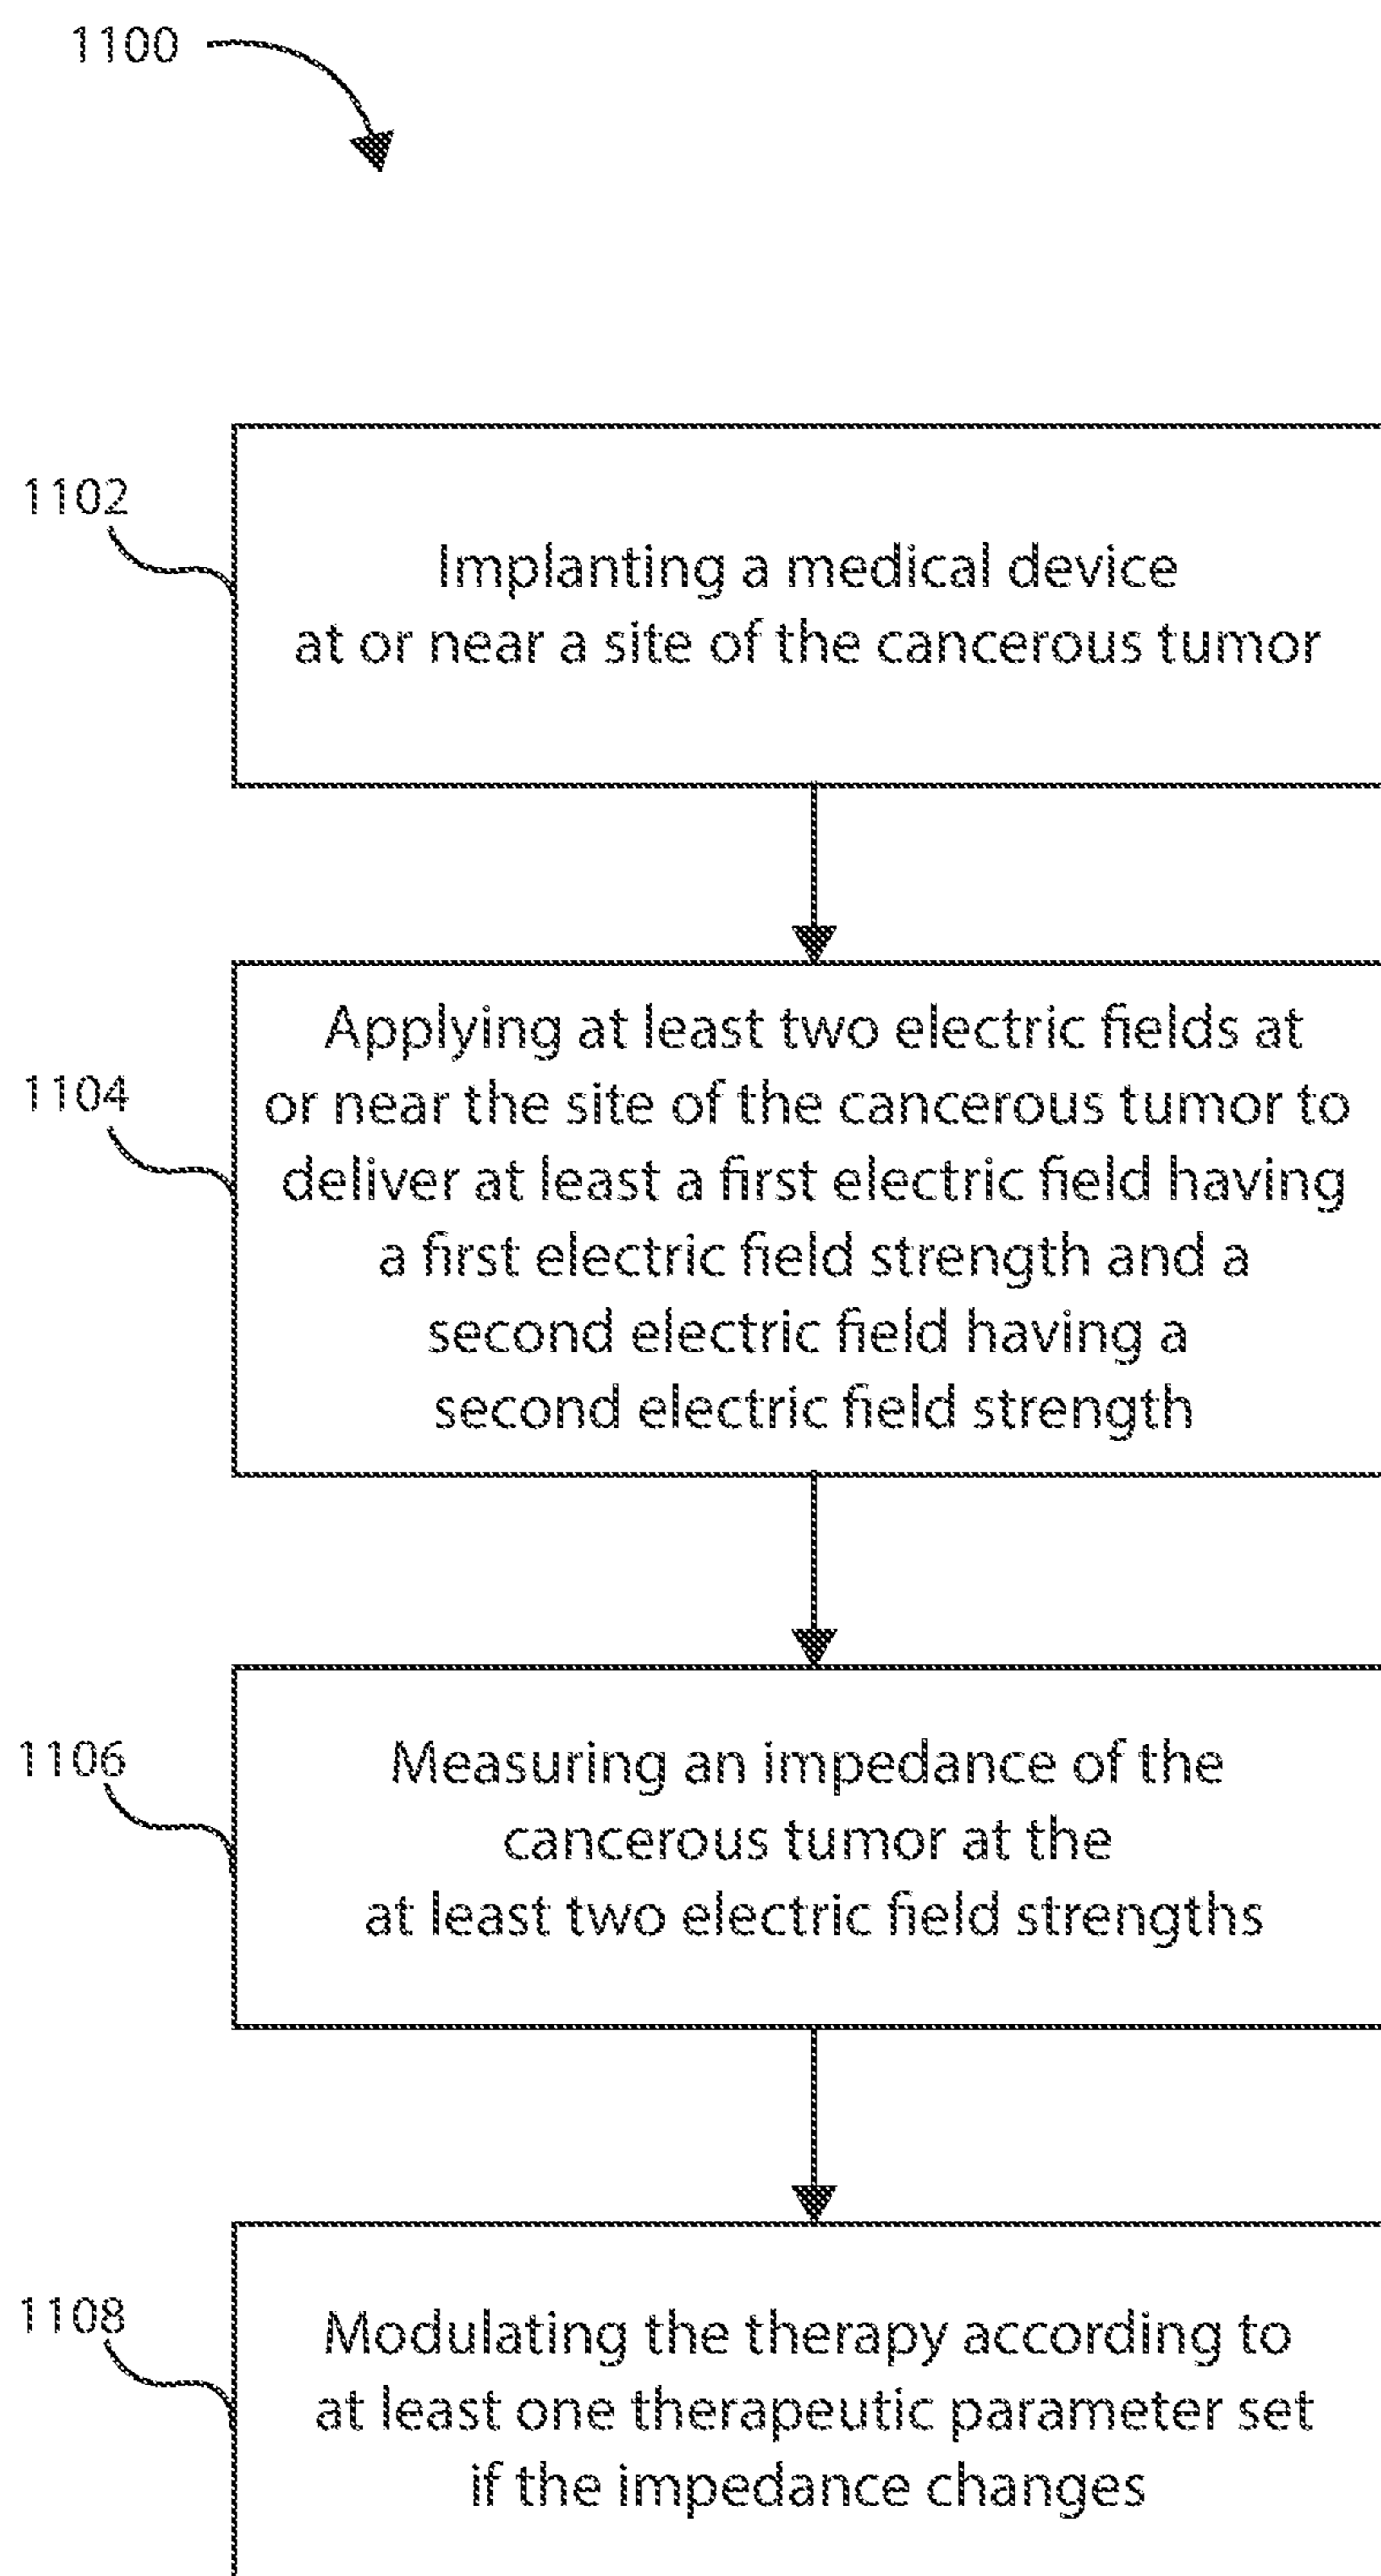 1100
1102
Implanting a medical device
at or near a site of the cancerous tumor
1104
Applying at least two electric fields at
or near the site of the cancerous tumor to
deliver at least a first electric field having
a first electric field strength and a
second electric field having a
second electric field strength
1106
Measuring an impedance of the
cancerous tumor at the
at least two electric field strengths
1108
Modulating the therapy according to
at least one therapeutic parameter set
if the impedance changes